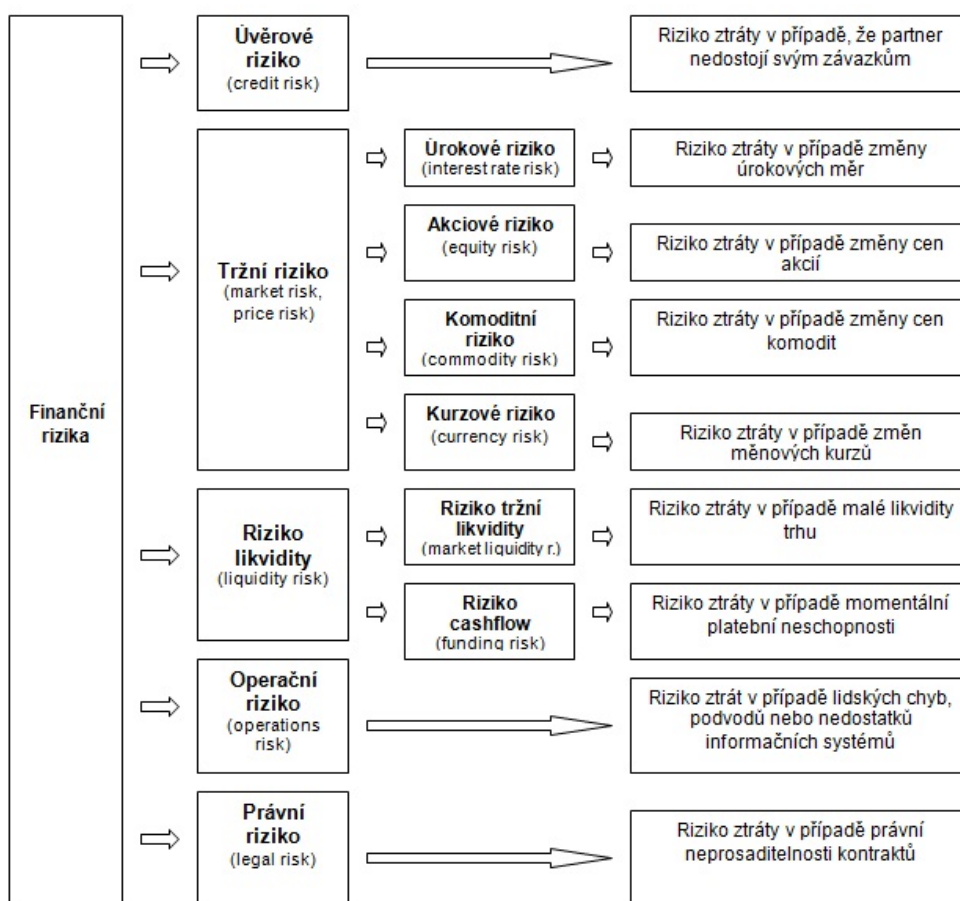 Finanční
rizika
Úvěrové
riziko
(credit risk)
Riziko ztráty v případě, že partner
nedostojí svým závazkům
Tržní riziko
(market risk,
price risk)
Úrokové riziko
(interest rate risk)
Riziko ztráty v případě změny
úrokových měr
Akciové riziko
(equity risk)
Riziko ztráty v případě změny cen
akcií
Komoditní
riziko
(commodity risk)
Riziko ztráty v případě změny cen
komodit
Kurzové riziko
(currency risk)
Riziko ztráty v případě změn
měnových kurzů
Riziko
likvidity
(liquidity risk)
Riziko tržní
likvidity
(market liquidity r.)
Riziko ztráty v případě malé likvidity
trhu
Riziko
cashflow
(funding risk)
Riziko ztráty v případě momentální
platební neschopnosti
Operační
riziko
(operations
risk)
Riziko ztrát v případě lidských chyb,
podvodů nebo nedostatků
informačních systémů
Právní
riziko
(legal risk)
Riziko ztráty v případě právní
neprosaditelnosti kontraktů